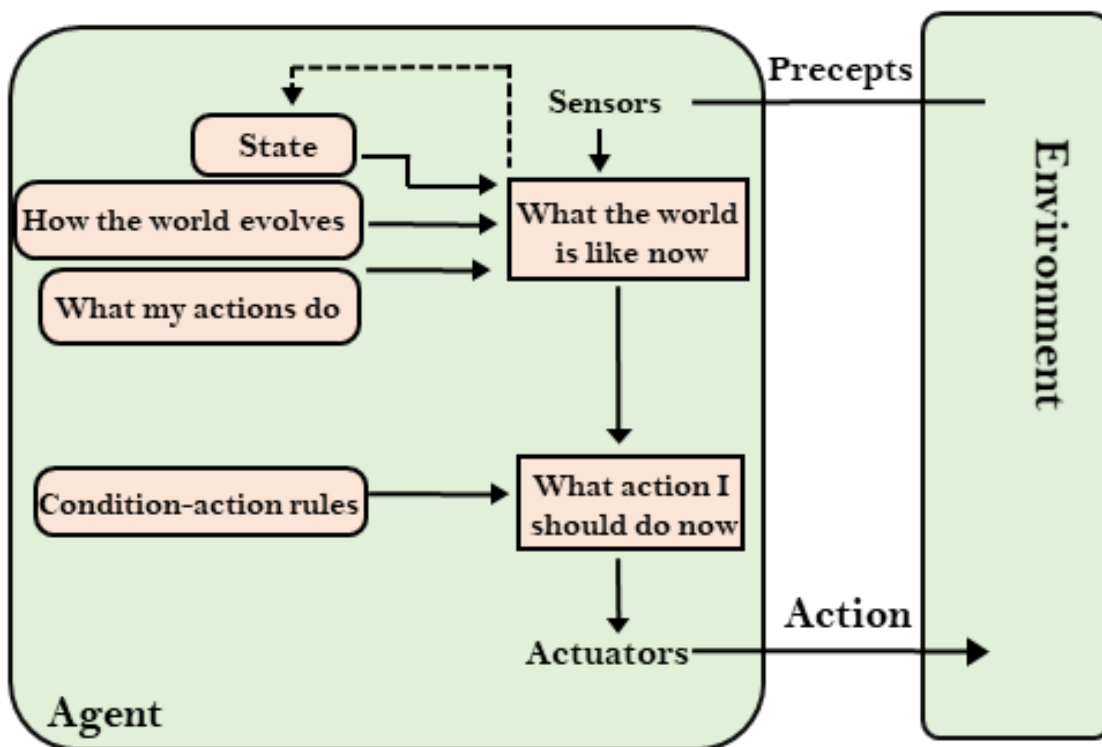 Precepts
Sensors
State
How the world evolves
What my actions do
What the world
is like now
Environment
Condition-action rules
What action I
should do now
Action
Actuators
Agent